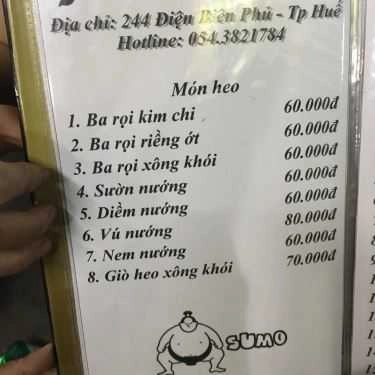 Địa chỉ: 244 Điện Biên Phủ - Tp Huế
Hotline: 054.3821784
Món heo
1. Ba rọi kim chi 60.000đ
2. Ba rọi riềng ớt 60.000đ
3. Ba rọi xông khói 60.000đ
4. Sườn nướng 60.000đ
5. Diềm nướng 60.000đ
6. Vú nướng 80.000đ
7. Nem nướng 60.000đ
8. Giò heo xông khói 70.000đ
SUMO